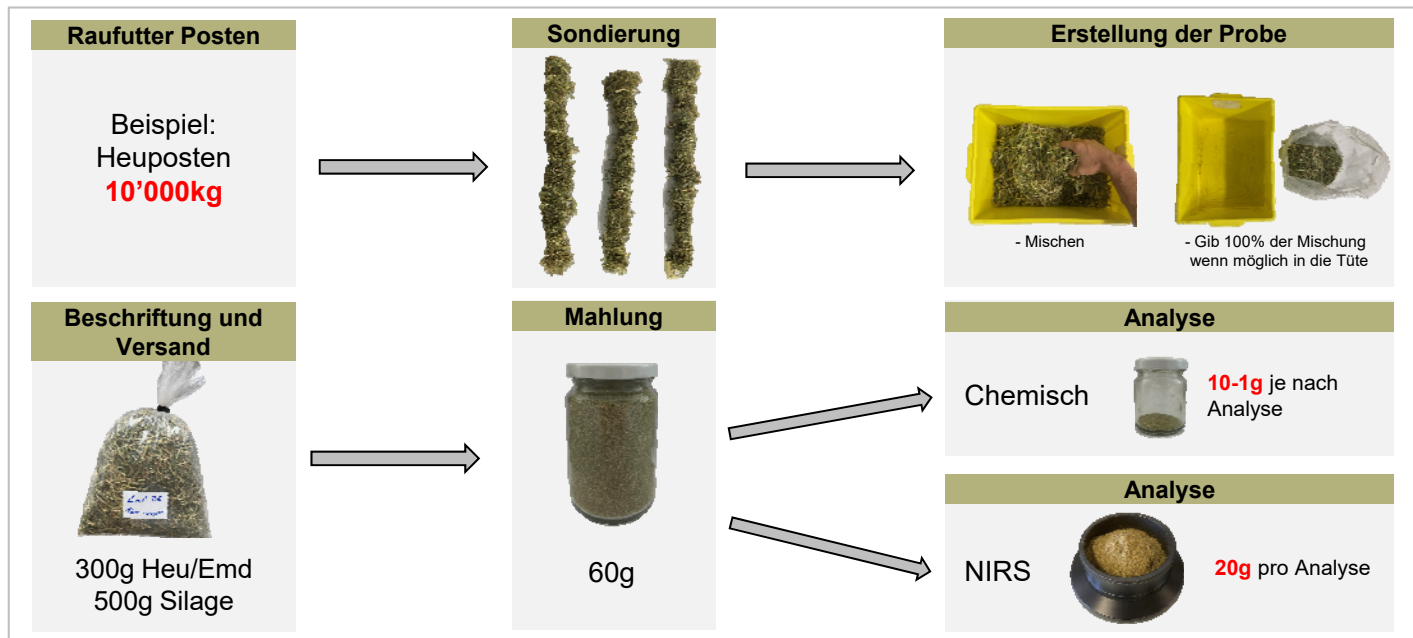 Raufutter Posten
Beispiel:
Heuposten
10’000kg
Sondierung
Erstellung der Probe
- Mischen
- Gib 100% der Mischung
wenn möglich in die Tüte
Beschriftung und
Versand
300g Heu/Emd
500g Silage
Mahlung
60g
Analyse
Chemisch
10-1g je nach
Analyse
Analyse
NIRS
20g pro Analyse